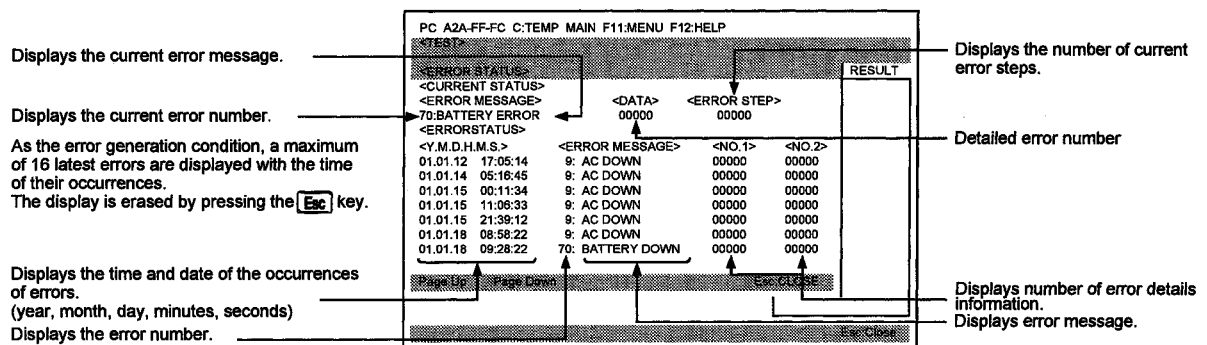 PC A2A-FF-FC C:TEMP MAIN F11:MENU F12:HELP
<TEST>
RESULT
<ERROR STATUS>
<CURRENT STATUS>
<ERROR MESSAGE> <DATA> <ERROR STEP>
70:BATTERY ERROR 00000 00000
<ERRORSTATUS>
<Y.M.D.H.M.S.> <ERROR MESSAGE> <NO.1> <NO.2>
01.01.12 17:05:14 9: AC DOWN 00000 00000
01.01.14 05:16:45 9: AC DOWN 00000 00000
01.01.15 00:11:34 9: AC DOWN 00000 00000
01.01.15 11:06:33 9: AC DOWN 00000 00000
01.01.15 21:39:12 9: AC DOWN 00000 00000
01.01.18 08:58:22 9: AC DOWN 00000 00000
01.01.18 09:28:22 70: BATTERY DOWN 00000 00000
Page Up Page Down Esc:CLOSE
Esc:Close
Displays the current error message.
Displays the current error number.
As the error generation condition, a maximum
of 16 latest errors are displayed with the time
of their occurrences.
The display is erased by pressing the Esc key.
Displays the time and date of the occurrences
of errors.
(year, month, day, minutes, seconds)
Displays the error number.
Displays the number of current
error steps.
Detailed error number
Displays number of error details
information.
Displays error message.